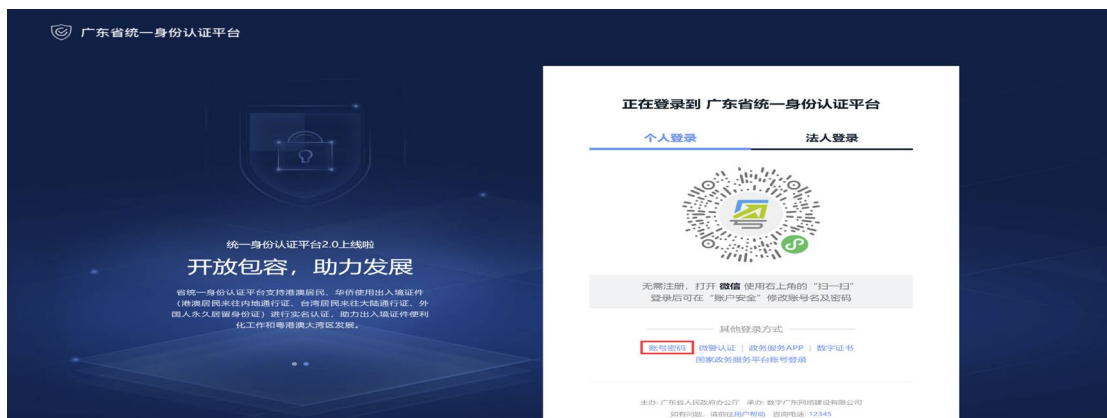 广东省统一身份认证平台
正在登录到 广东省统一身份认证平台
个人登录 法人登录
统一身份认证平台2.0上线啦
开放包容，助力发展
省统一身份认证平台支持港澳居民、华侨使用出入境证件
（港澳居民来往内地通行证、台湾居民来往大陆通行证、外
国人永久居留身份证）进行实名认证，助力出入境证件便利
化工作和粤港澳大湾区发展。
无需注册，打开 微信 使用右上角的“扫一扫”
登录后可在“账户安全”修改账号名及密码
其他登录方式
账号密码 | 微警认证 | 政务服务APP | 数字证书
国家政务服务平台账号登录
主办: 广东省人民政府办公厅 承办: 数字广东网络建设有限公司
如有问题，请前往用户帮助 咨询电话: 12345